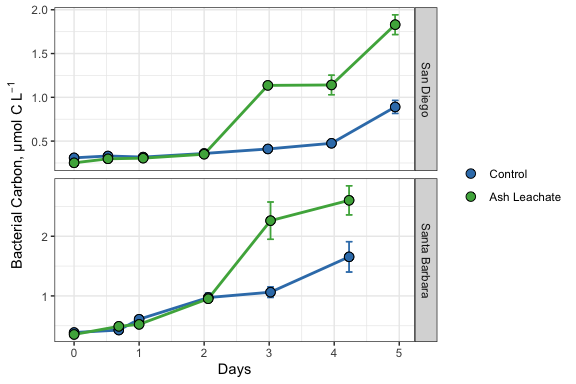 Bacterial Carbon, µmol C L⁻¹
2.0
1.5
1.0
0.5
San Diego
2
1
Santa Barbara
0 1 2 3 4 5
Days
Control
Ash Leachate